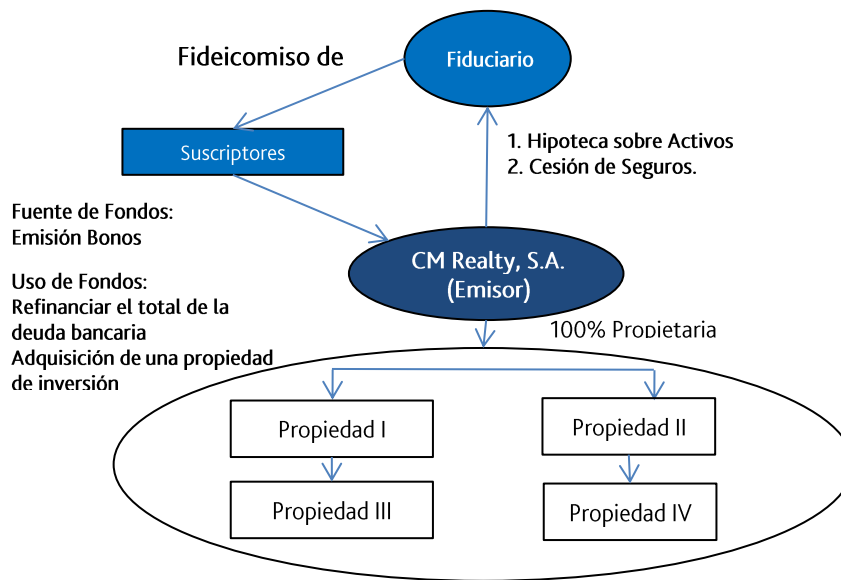 Fideicomiso de
Fiduciario
Suscriptores
1. Hipoteca sobre Activos
2. Cesión de Seguros.
Fuente de Fondos:
Emisión Bonos
Uso de Fondos:
Refinanciar el total de la
deuda bancaria
Adquisición de una propiedad
de inversión
CM Realty, S.A.
(Emisor)
100% Propietaria
Propiedad I
Propiedad II
Propiedad III
Propiedad IV